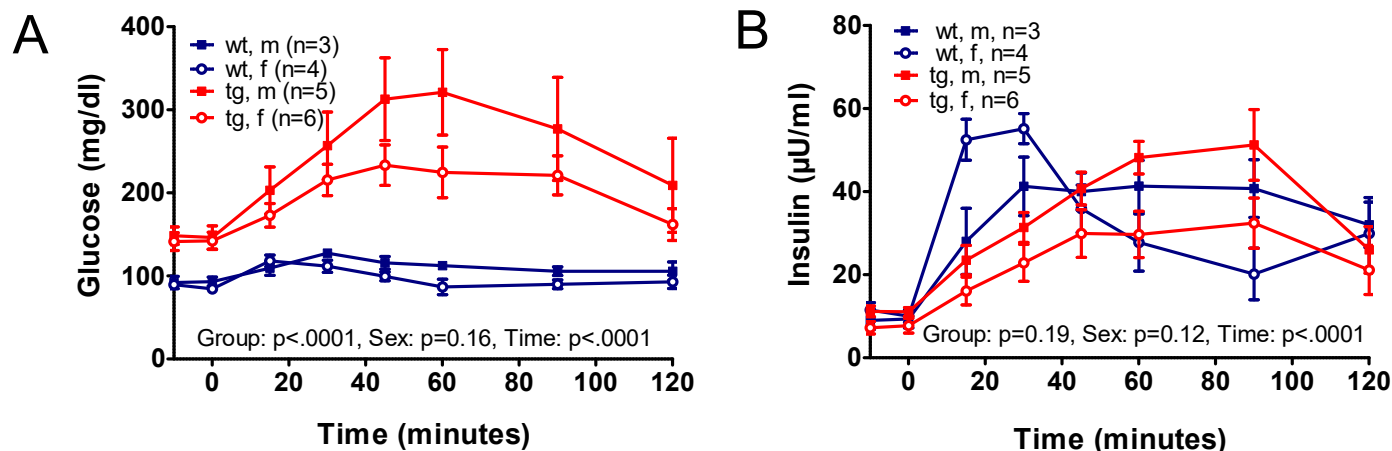 A
Glucose (mg/dl)
400
300
200
100
0
wt, m (n=3)
wt, f (n=4)
tg, m (n=5)
tg, f (n=6)
Group: p<.0001, Sex: p=0.16, Time: p<.0001
0 20 40 60 80 100 120
Time (minutes)
B
Insulin (µU/ml)
80
60
40
20
0
wt, m, n=3
wt, f, n=4
tg, m, n=5
tg, f, n=6
Group: p=0.19, Sex: p=0.12, Time: p<.0001
0 20 40 60 80 100 120
Time (minutes)